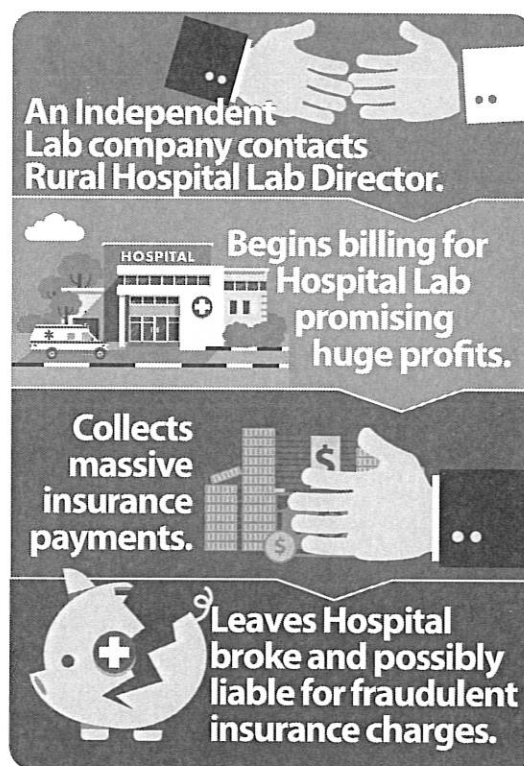 An Independent
Lab company contacts
Rural Hospital Lab Director.
HOSPITAL
Begins billing for
Hospital Lab
promising
huge profits.
Collects
massive
insurance
payments.
$
$
Leaves Hospital
broke and possibly
liable for fraudulent
insurance charges.